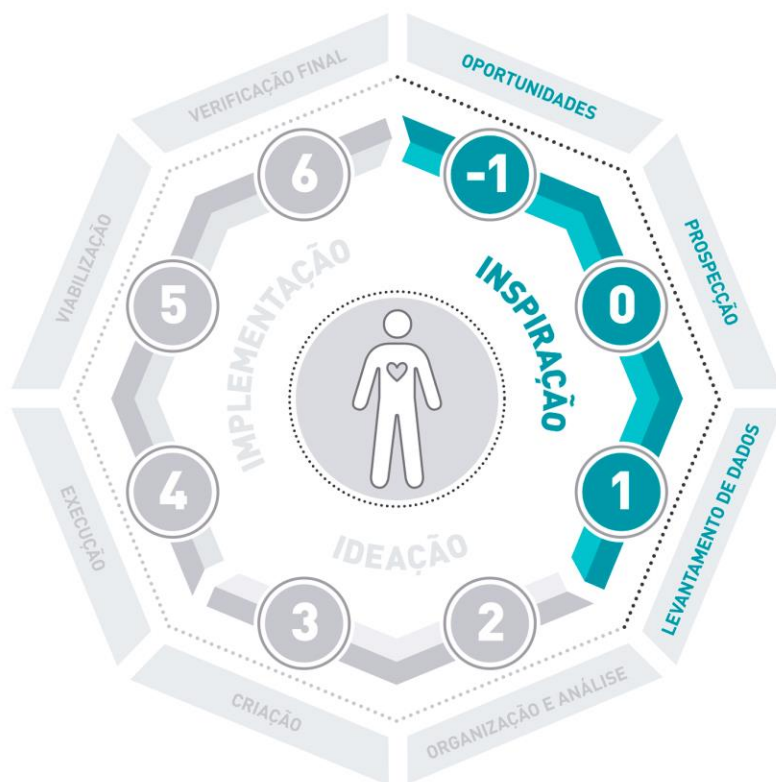 OPORTUNIDADES
PROSPECÇÃO
LEVANTAMENTO DE DADOS
ORGANIZAÇÃO E ANÁLISE
CRIAÇÃO
EXECUÇÃO
VIABILIZAÇÃO
VERIFICAÇÃO FINAL
-1
0
1
2
3
4
5
6
INSPIRAÇÃO
IDEAÇÃO
IMPLEMENTAÇÃO